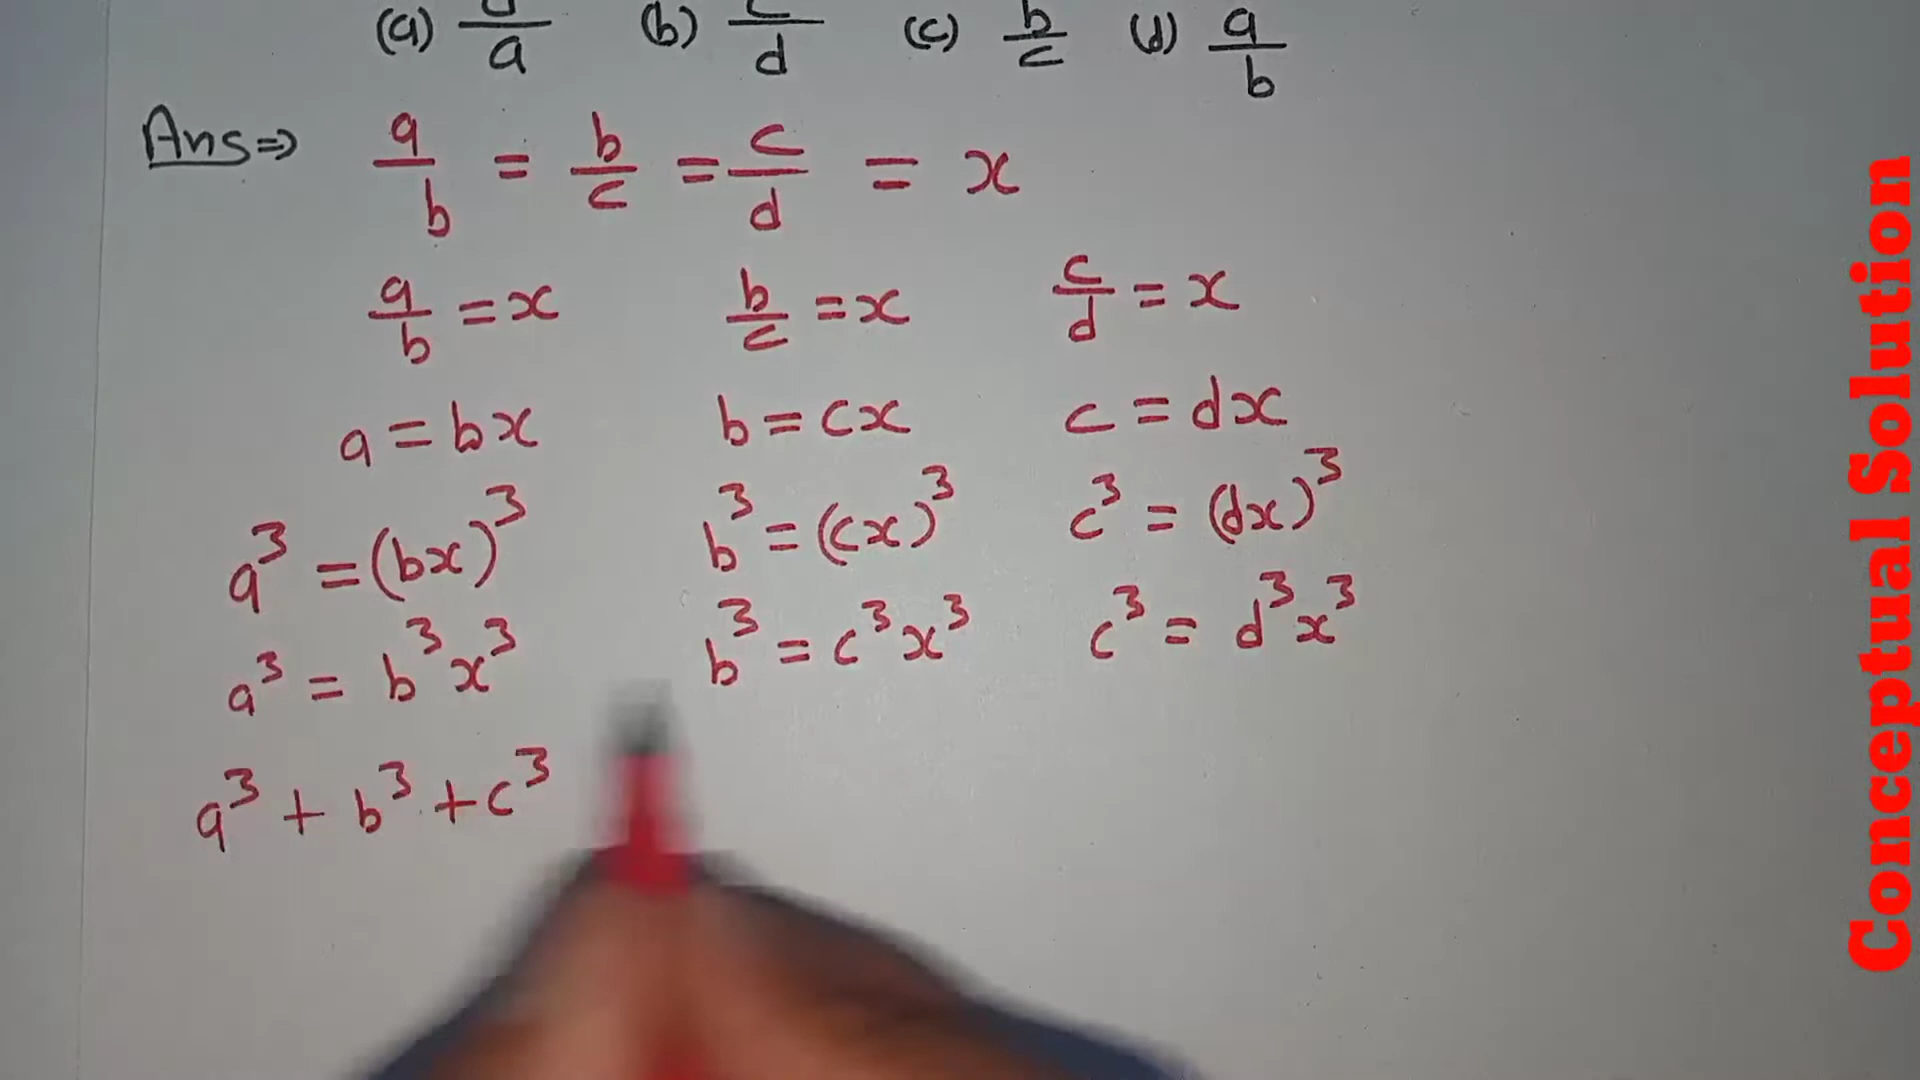 (a) /a (b) /d (c) b/c (d) a/b
Ans⇒ a/b = b/c = c/d = x
a/b = x b/c = x c/d = x
a = bx b = cx c = dx
a³ = (bx)³ b³ = (cx)³ c³ = (dx)³
a³ = b³x³ b³ = c³x³ c³ = d³x³
a³ + b³ + c³
Conceptual Solution